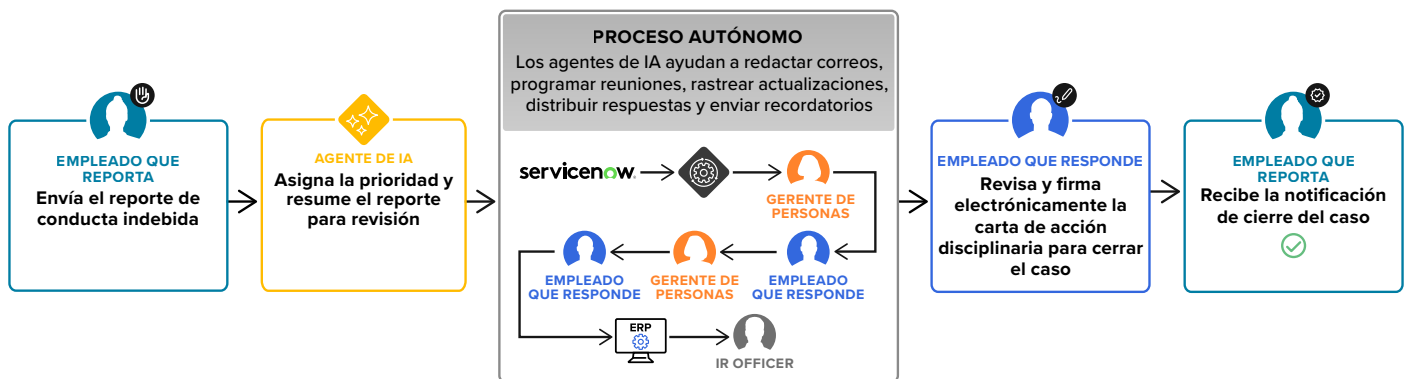 EMPLEADO QUE
REPORTA
Envía el reporte de
conducta indebida
AGENTE DE IA
Asigna la prioridad y
resume el reporte
para revisión
PROCESO AUTÓNOMO
Los agentes de IA ayudan a redactar correos,
programar reuniones, rastrear actualizaciones,
distribuir respuestas y enviar recordatorios
servicenow
GERENTE DE
PERSONAS
EMPLEADO
QUE RESPONDE
GERENTE DE
PERSONAS
EMPLEADO
QUE RESPONDE
ERP
IR OFFICER
EMPLEADO QUE RESPONDE
Revisa y firma
electrónicamente la
carta de acción
disciplinaria para cerrar
el caso
EMPLEADO QUE
REPORTA
Recibe la notificación
de cierre del caso